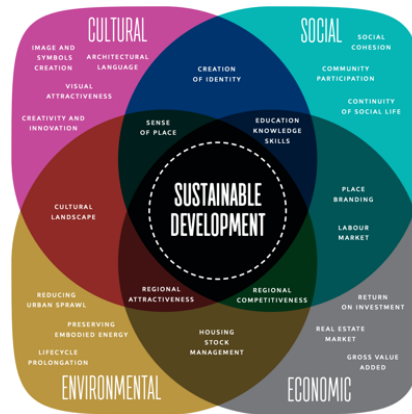 CULTURAL
SOCIAL
IMAGE AND
SYMBOLS
CREATION
ARCHITECTURAL
LANGUAGE
VISUAL
ATTRACTIVENESS
CREATIVITY AND
INNOVATION
CREATION
OF IDENTITY
SOCIAL
COHESION
COMMUNITY
PARTICIPATION
CONTINUITY
OF SOCIAL LIFE
SENSE
OF PLACE
EDUCATION
KNOWLEDGE
SKILLS
CULTURAL
LANDSCAPE
SUSTAINABLE
DEVELOPMENT
PLACE
BRANDING
LABOUR
MARKET
REGIONAL
ATTRACTIVENESS
REGIONAL
COMPETITIVENESS
REDUCING
URBAN SPRAWL
PRESERVING
EMBODIED ENERGY
LIFECYCLE
PROLONGATION
HOUSING
STOCK
MANAGEMENT
RETURN
ON INVESTMENT
REAL ESTATE
MARKET
GROSS VALUE
ADDED
ENVIRONMENTAL
ECONOMIC